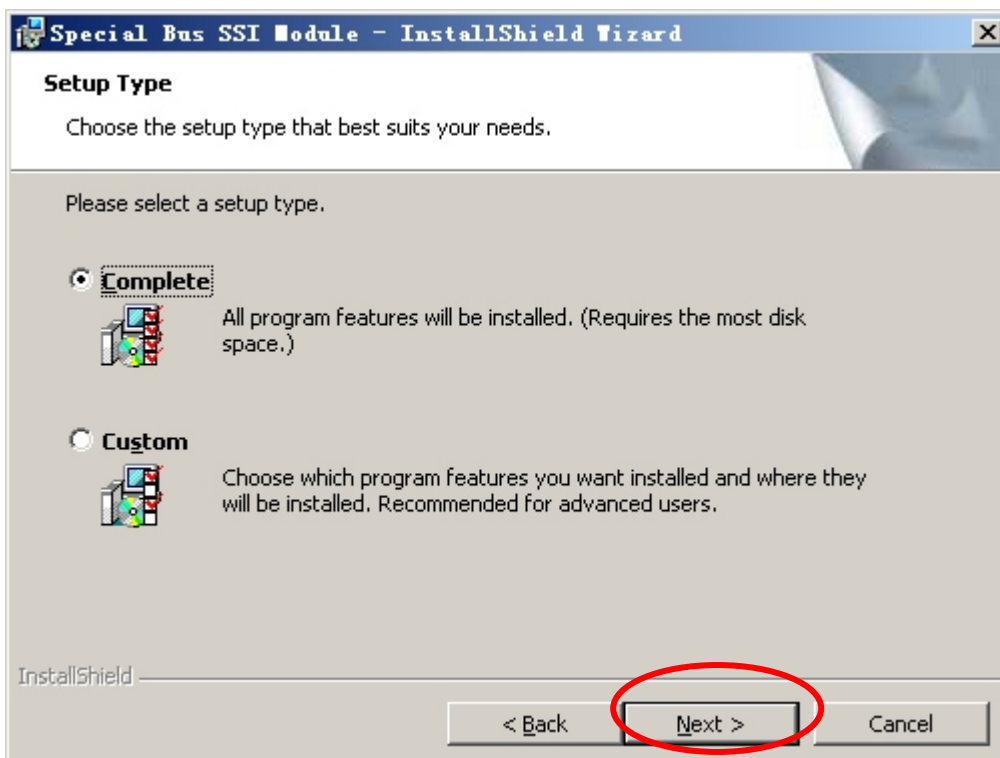 Special Bus SSI Module - InstallShield Wizard
Setup Type
Choose the setup type that best suits your needs.
Please select a setup type.
Complete
All program features will be installed. (Requires the most disk
space.)
Custom
Choose which program features you want installed and where they
will be installed. Recommended for advanced users.
InstallShield
< Back Next > Cancel